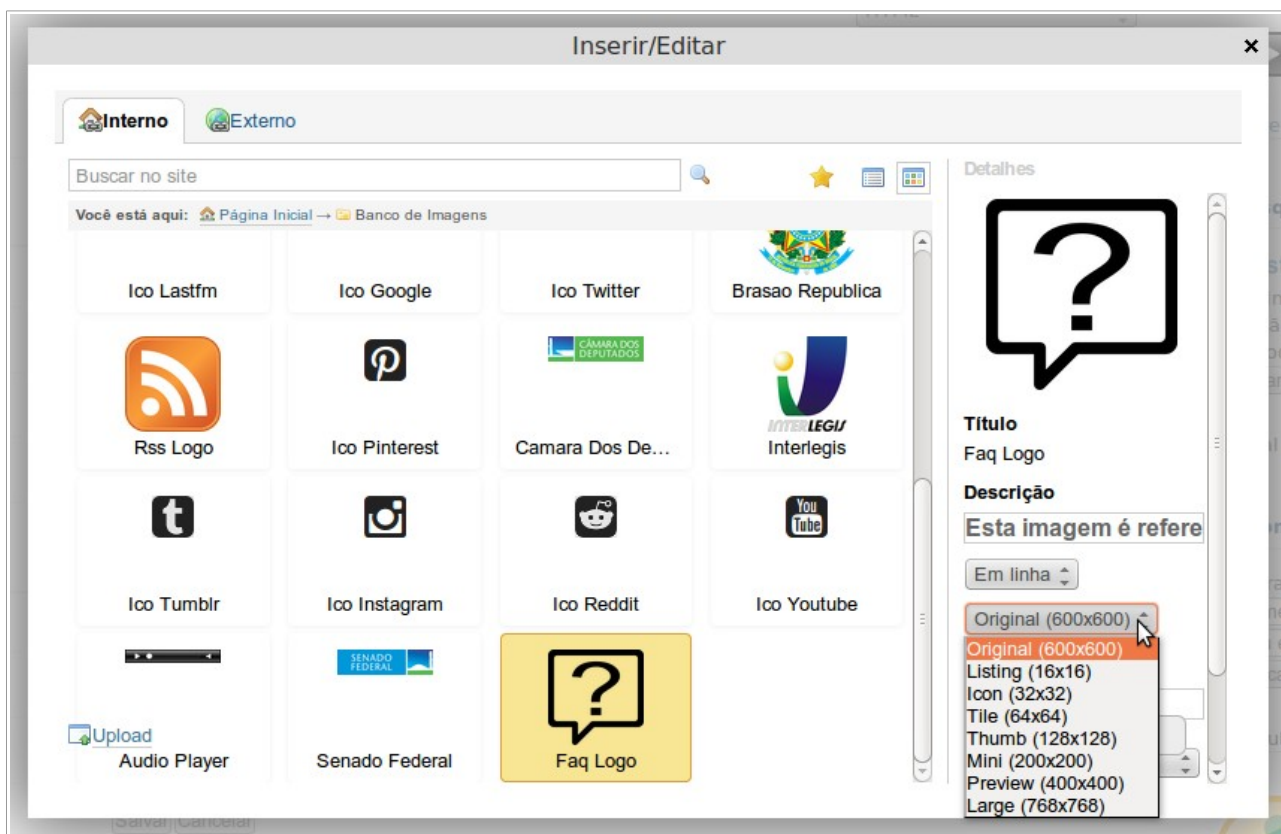 Inserir/Editar
Interno
Externo
Buscar no site
Detalhes
Você está aqui: Página Inicial → Banco de Imagens
Ico Lastfm
Ico Google
Ico Twitter
Brasao Republica
CÂMARA DOS
DEPUTADOS
INTERLEGIS
Rss Logo
Ico Pinterest
Camara Dos De...
Interlegis
You
Tube
Ico Tumblr
Ico Instagram
Ico Reddit
Ico Youtube
SENADO
FEDERAL
Upload
Audio Player
Senado Federal
Faq Logo
Título
Faq Logo
Descrição
Esta imagem é refere
Em linha
Original (600x600)
Original (600x600)
Listing (16x16)
Icon (32x32)
Tile (64x64)
Thumb (128x128)
Mini (200x200)
Preview (400x400)
Large (768x768)
Salvar Cancelar